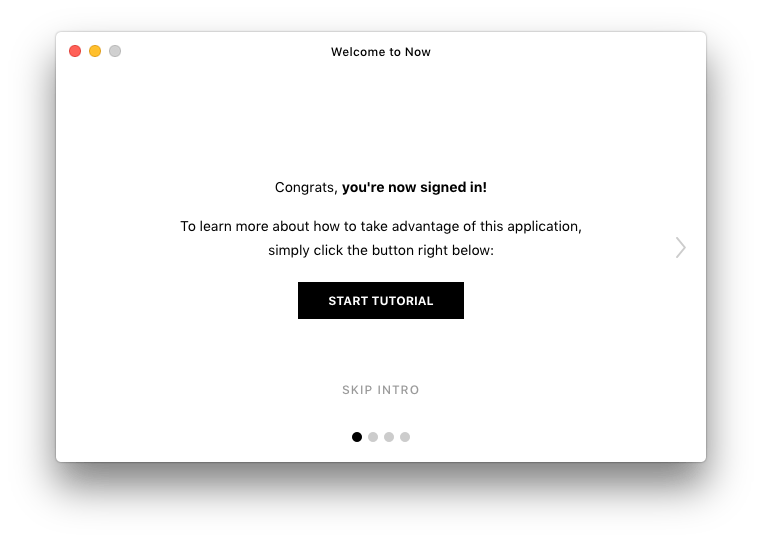 Welcome to Now
Congrats, you're now signed in!
To learn more about how to take advantage of this application,
simply click the button right below:
START TUTORIAL
SKIP INTRO